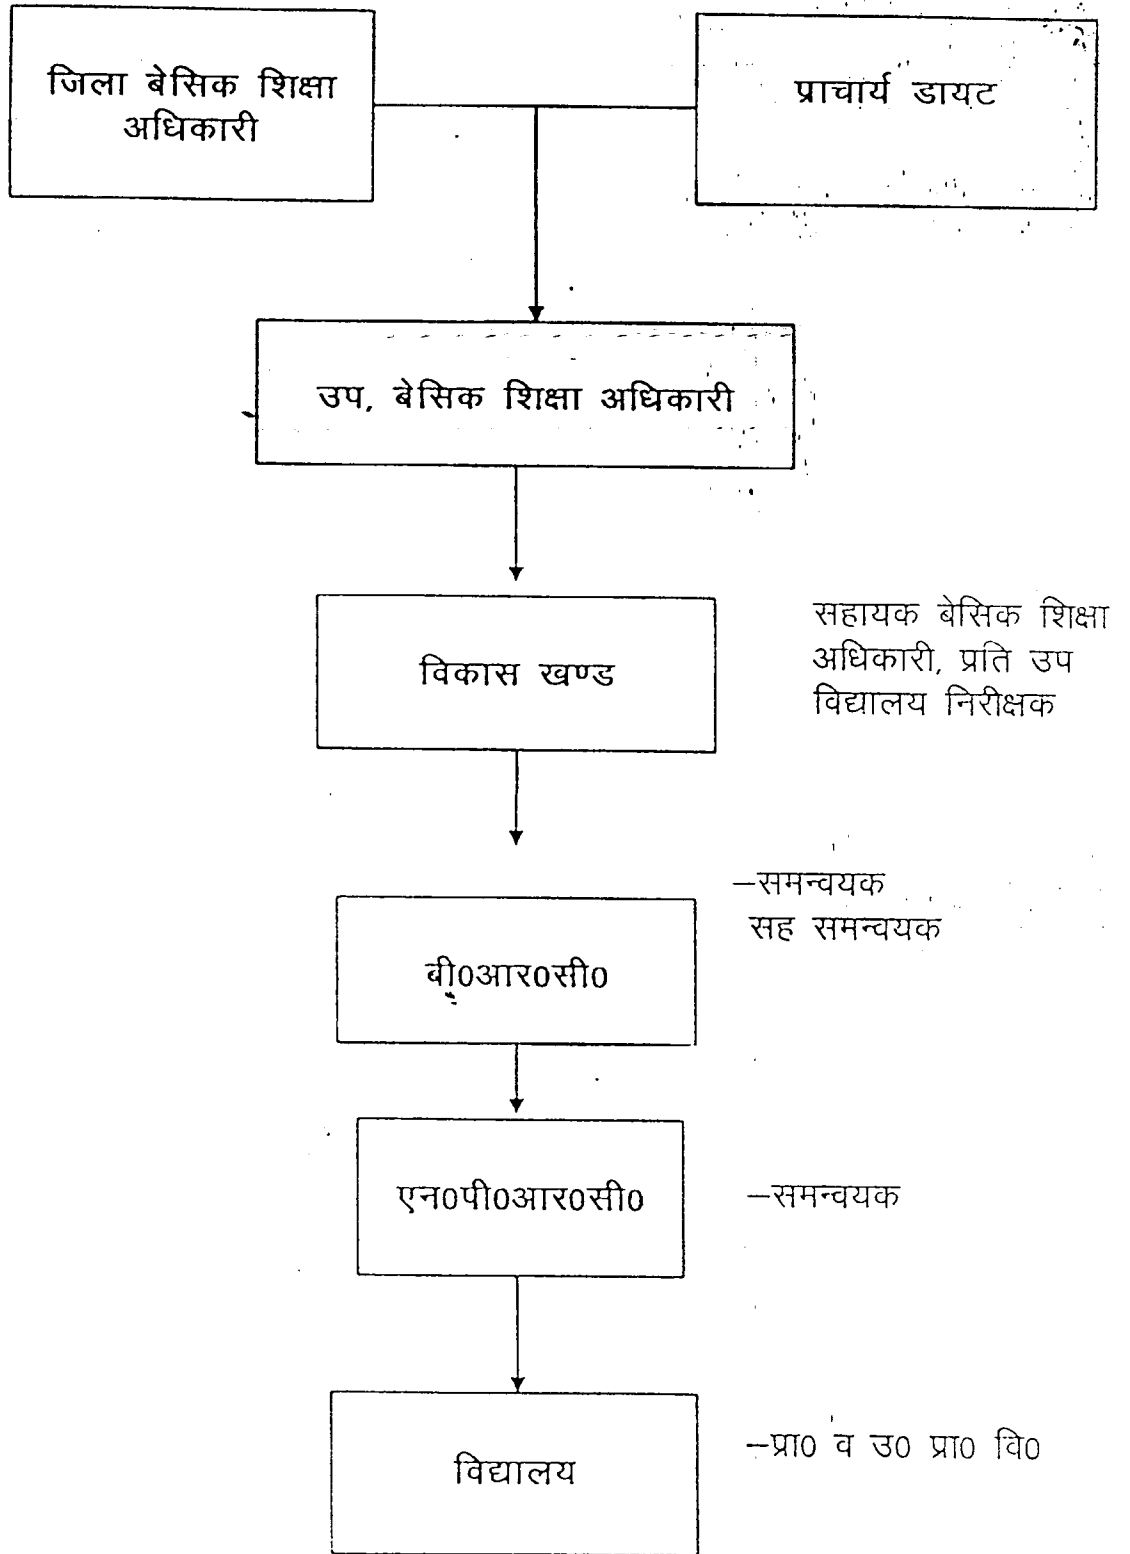 जिला बेसिक शिक्षा
अधिकारी
प्राचार्य डायट
उप, बेसिक शिक्षा अधिकारी
विकास खण्ड
सहायक बेसिक शिक्षा
अधिकारी, प्रति उप
विद्यालय निरीक्षक
बी0आर0सी0
–समन्वयक
सह समन्वयक
एन0पी0आर0सी0
–समन्वयक
विद्यालय
–प्रा0 व उ0 प्रा0 वि0